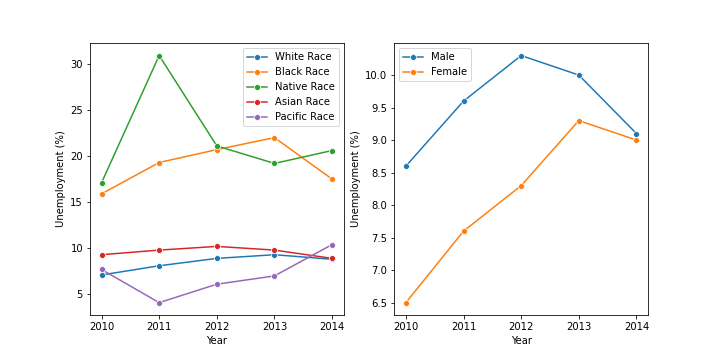 White Race
Black Race
Native Race
Asian Race
Pacific Race
Unemployment (%)
30
25
20
15
10
5
2010 2011 2012 2013 2014
Year
Male
Female
Unemployment (%)
10.0
9.5
9.0
8.5
8.0
7.5
7.0
6.5
2010 2011 2012 2013 2014
Year